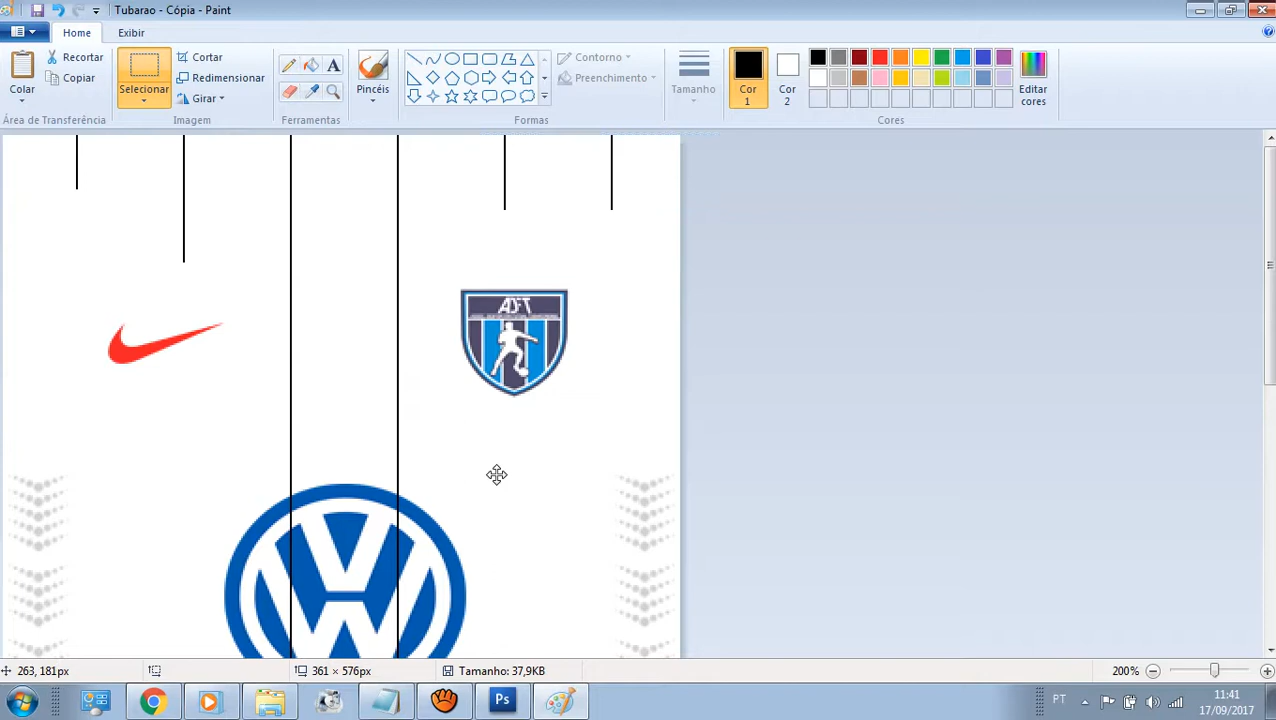 Tubarao - Cópia - Paint
Home Exibir
Colar
Recortar
Copiar
Área de Transferência
Selecionar
Cortar
Redimensionar
Girar
Imagem
Ferramentas
Pincéis
Contorno
Preenchimento
Formas
Tamanho
Cor 1
Cor 2
Editar cores
Cores
ADFT
263, 181px
361 × 576px
Tamanho: 37,9KB
200%
Ps
PT
11:41
17/09/2017